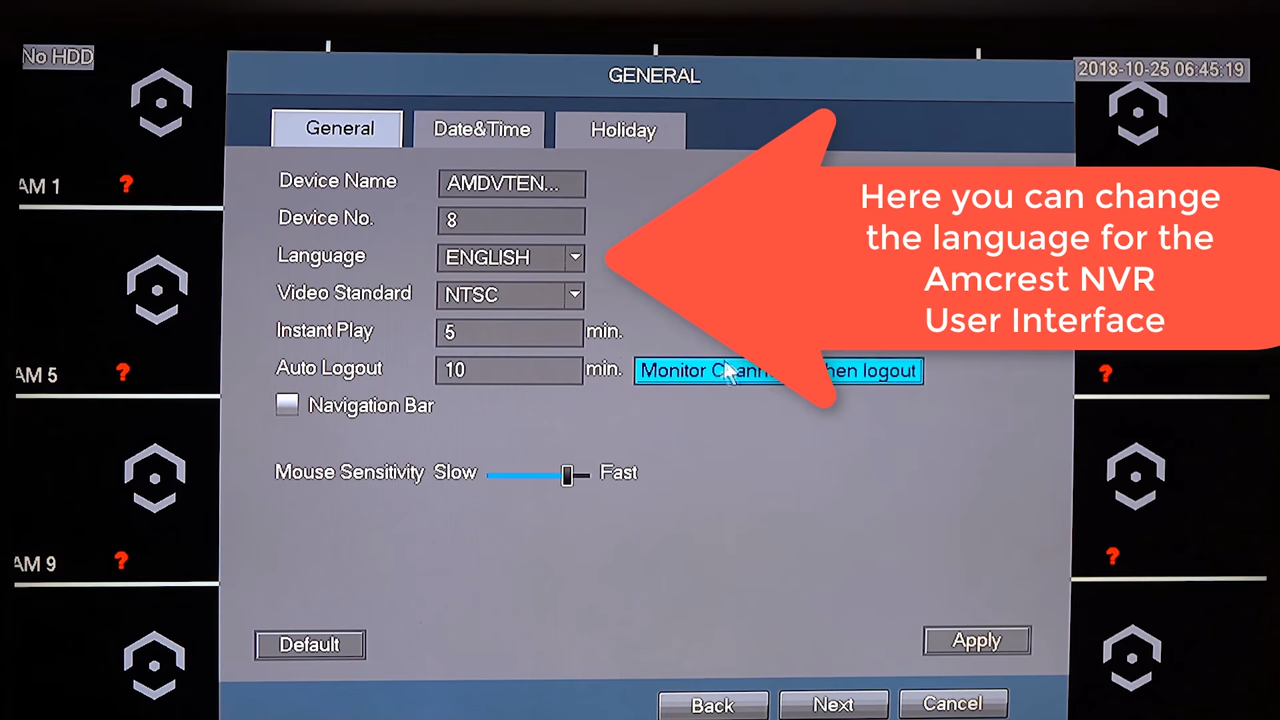 No HDD
GENERAL
2018-10-25 06:45:19
General
Date&Time
Holiday
Device Name AMDVTEN...
AM 1 ?
Device No. 8
Language ENGLISH
Video Standard NTSC
Instant Play 5 min.
Auto Logout 10 min. Monitor hen logout
Here you can change
the language for the
Amcrest NVR
User Interface
AM 5 ?
?
Navigation Bar
Mouse Sensitivity Slow Fast
AM 9 ?
?
Default
Apply
Back
Next
Cancel